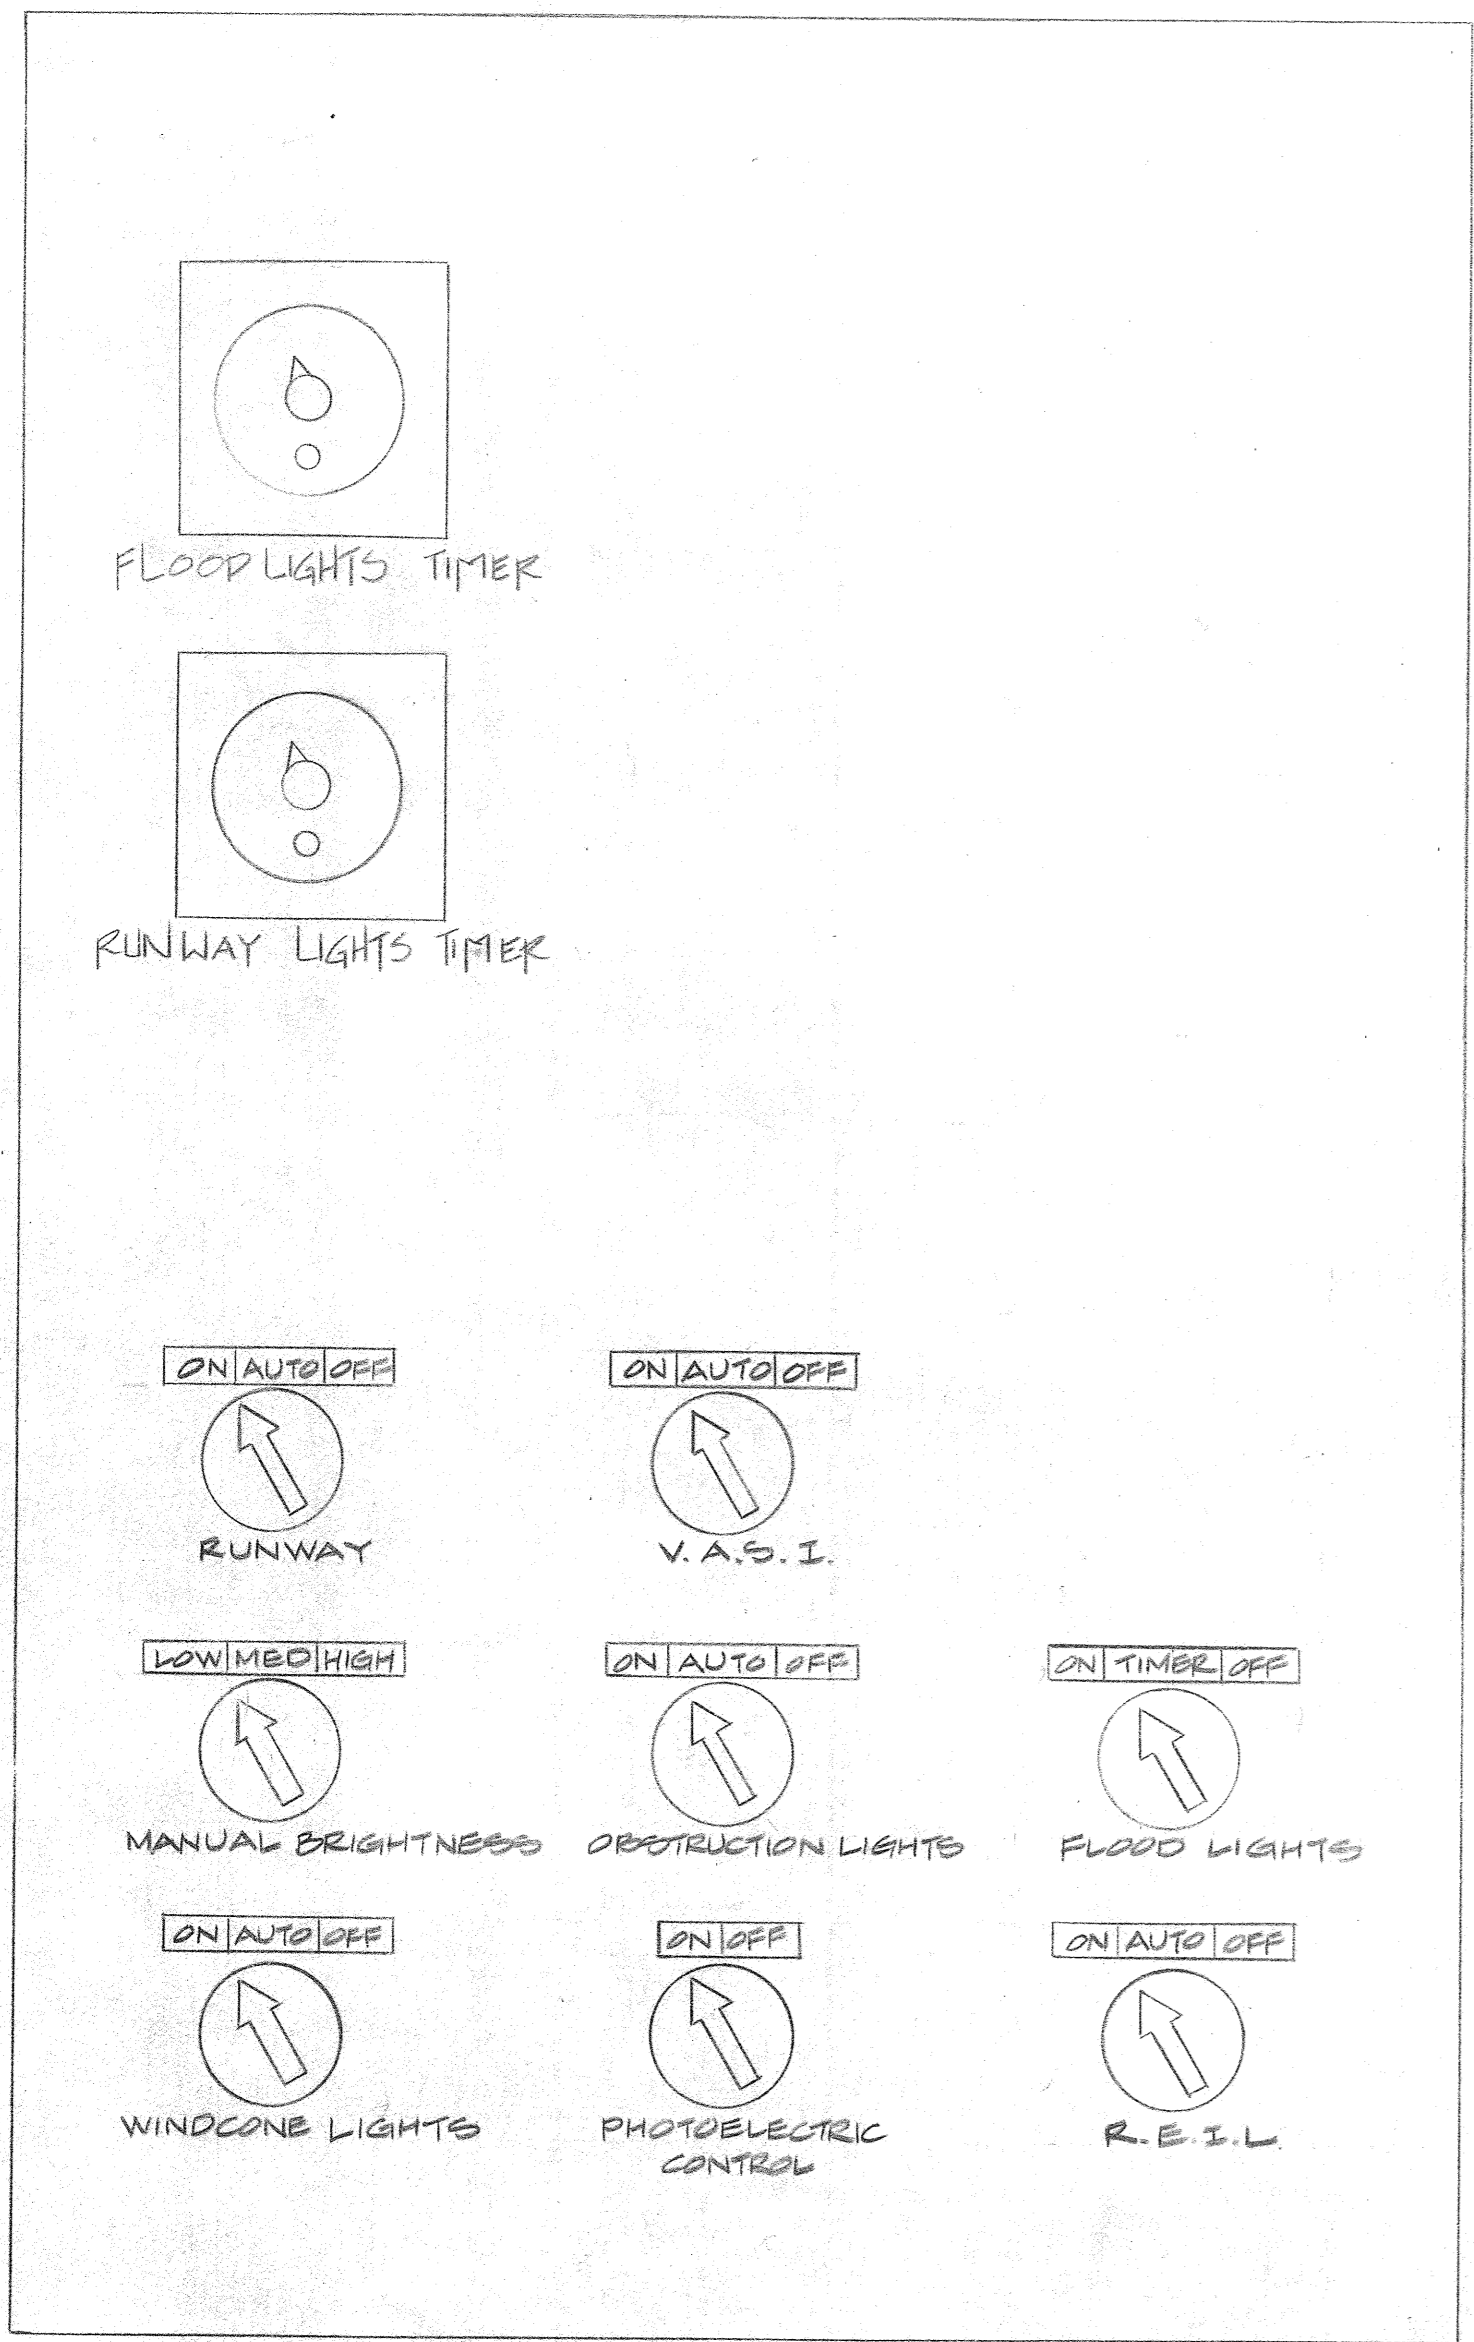 FLOOD LIGHTS TIMER
RUNWAY LIGHTS TIMER
ON AUTO OFF
RUNWAY
ON AUTO OFF
V. A. S. I.
LOW MED HIGH
MANUAL BRIGHTNESS
ON AUTO OFF
OBSTRUCTION LIGHTS
ON TIMER OFF
FLOOD LIGHTS
ON AUTO OFF
WINDCONE LIGHTS
ON OFF
PHOTOELECTRIC
CONTROL
ON AUTO OFF
R. E. I. L.